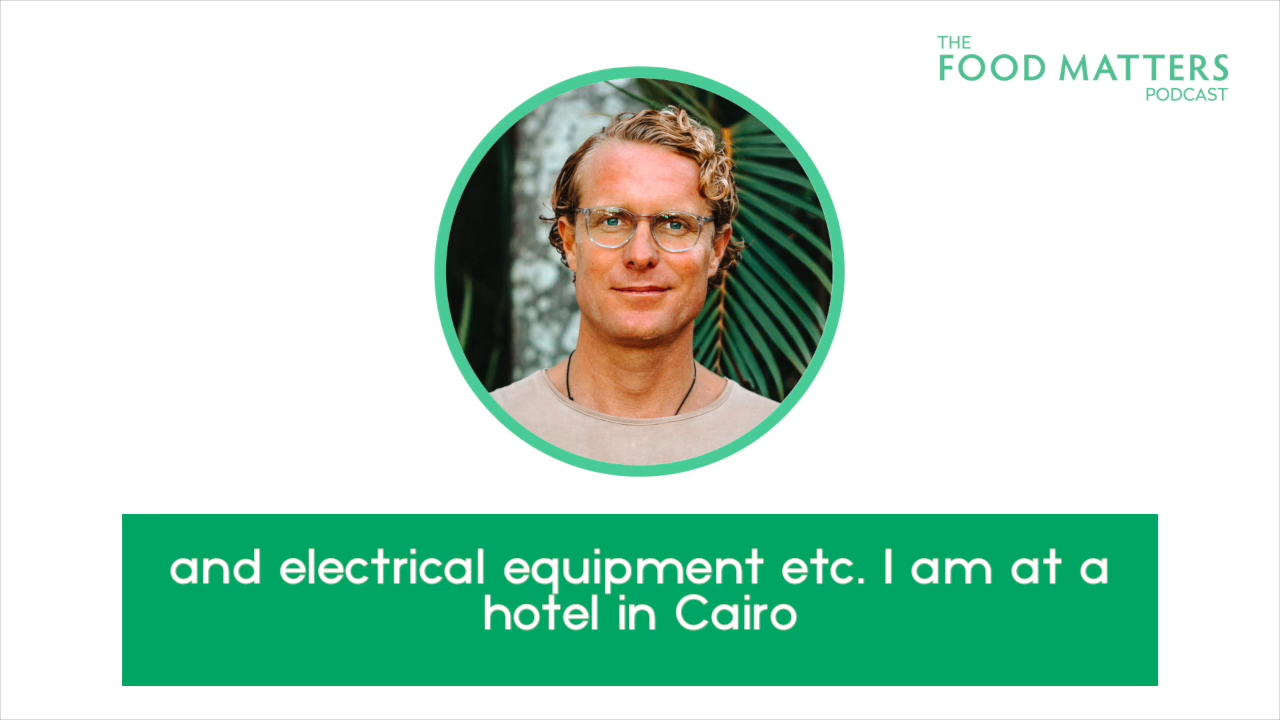 THE
FOOD MATTERS
PODCAST
and electrical equipment etc. I am at a
hotel in Cairo